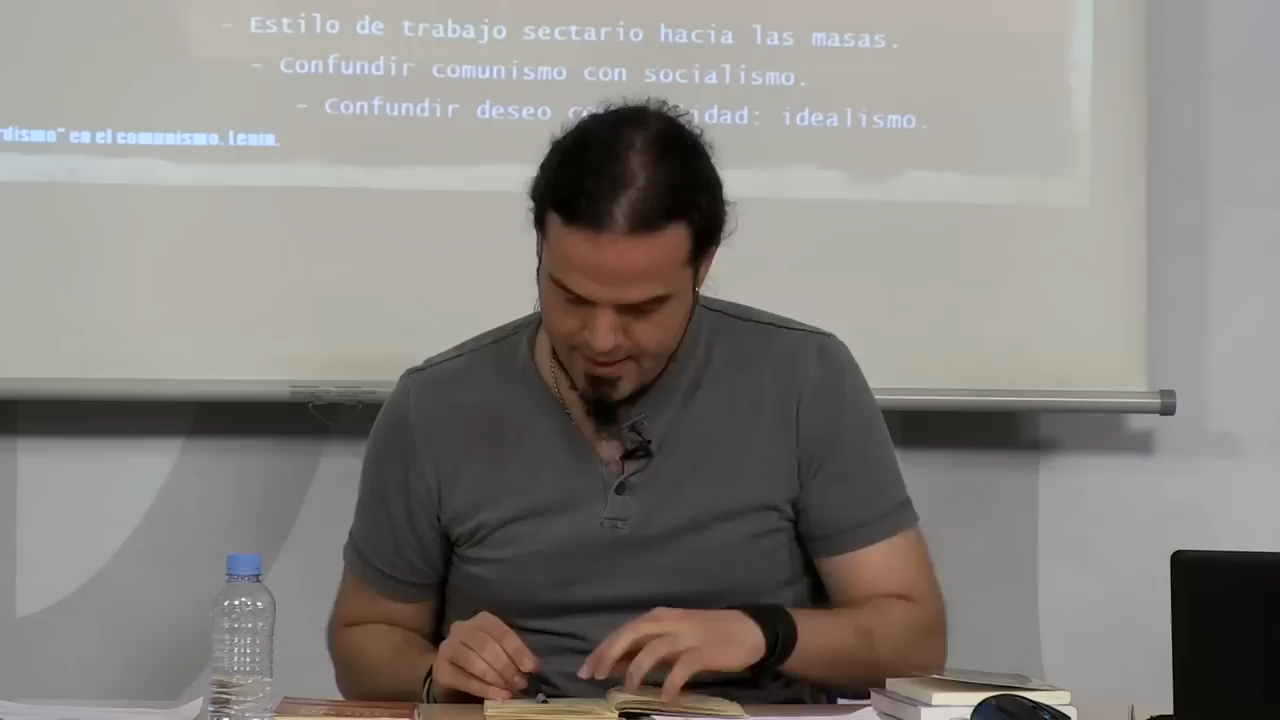 - Estilo de trabajo sectario hacia las masas.
- Confundir comunismo con socialismo.
- Confundir deseo idealismo.
en el comunismo. Lenin.